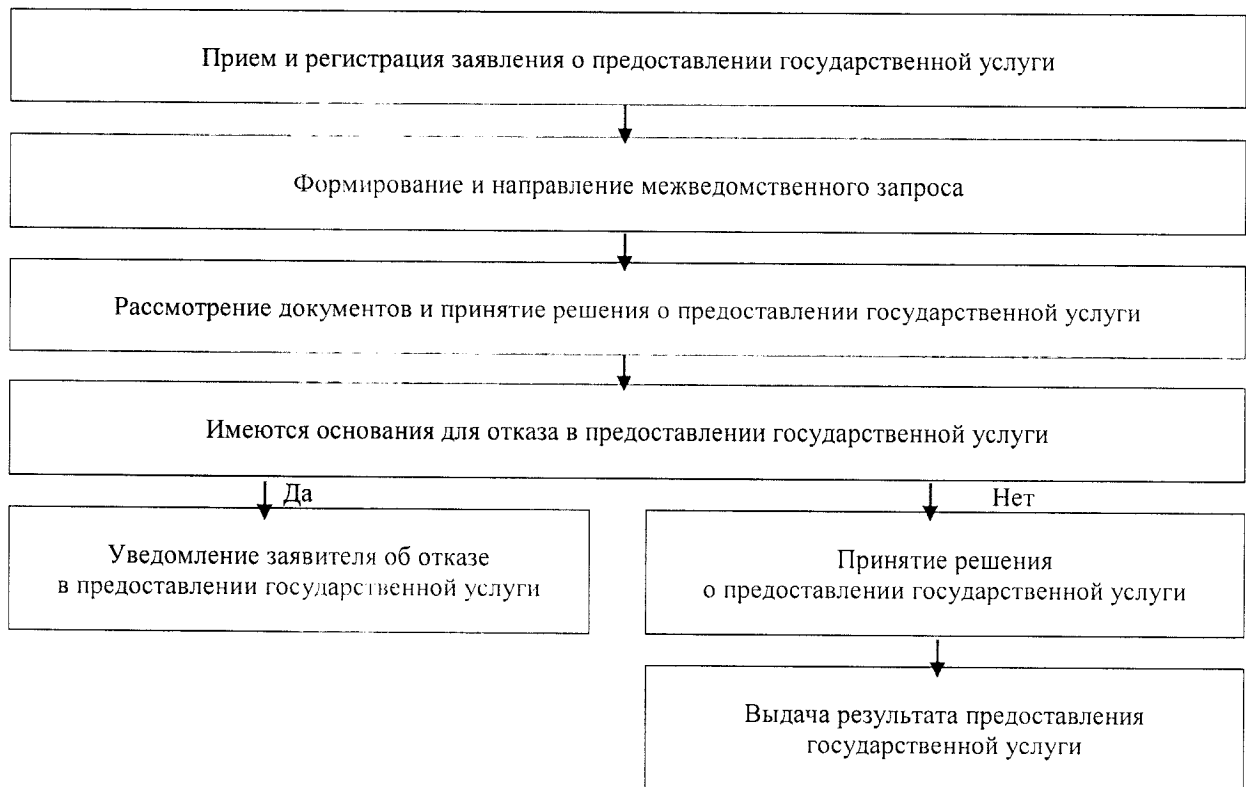 Прием и регистрация заявления о предоставлении государственной услуги
Формирование и направление межведомственного запроса
Рассмотрение документов и принятие решения о предоставлении государственной услуги
Имеются основания для отказа в предоставлении государственной услуги
Да
Нет
Уведомление заявителя об отказе
в предоставлении государственной услуги
Принятие решения
о предоставлении государственной услуги
Выдача результата предоставления
государственной услуги